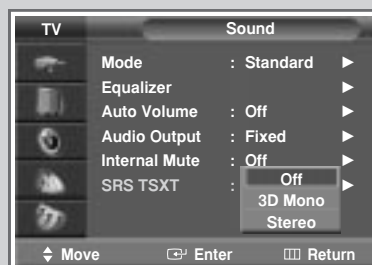 TV Sound
Mode : Standard
Equalizer
Auto Volume : Off
Audio Output : Fixed
Internal Mute : Off
SRS TSXT :
Off
3D Mono
Stereo
Move Enter Return